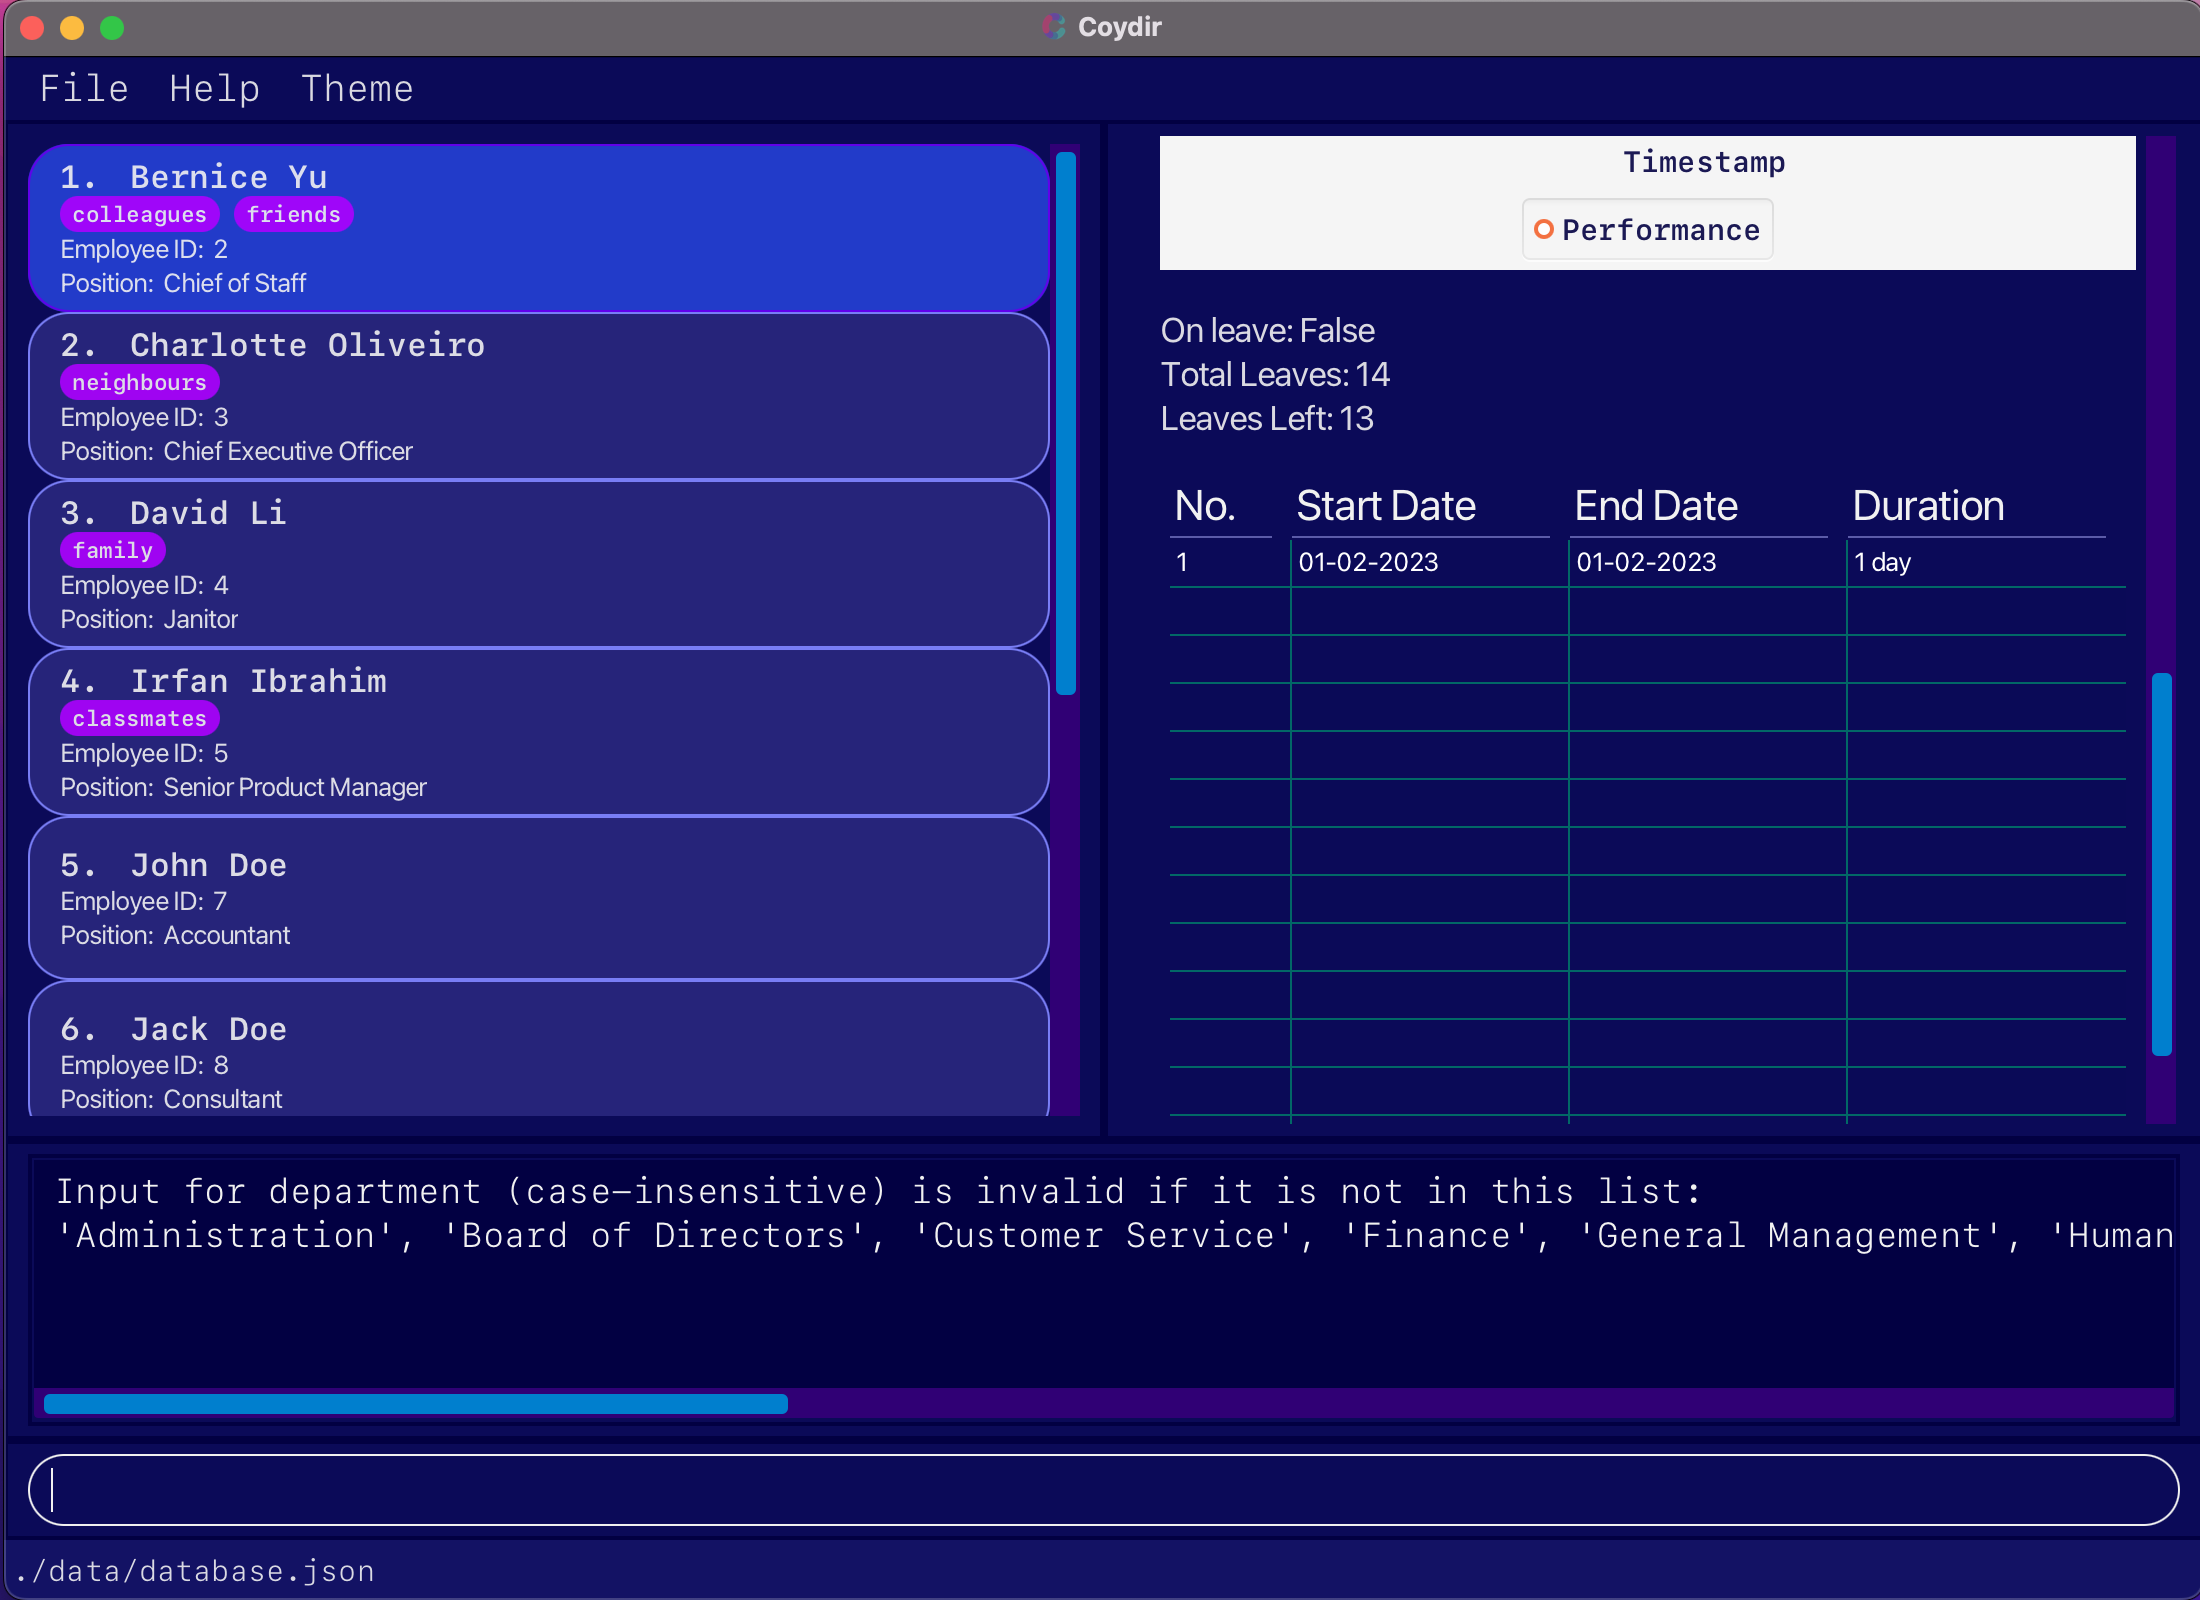 Coydir
File Help Theme
1. Bernice Yu
colleagues friends
Employee ID: 2
Position: Chief of Staff
2. Charlotte Oliveiro
neighbours
Employee ID: 3
Position: Chief Executive Officer
3. David Li
family
Employee ID: 4
Position: Janitor
4. Irfan Ibrahim
classmates
Employee ID: 5
Position: Senior Product Manager
5. John Doe
Employee ID: 7
Position: Accountant
6. Jack Doe
Employee ID: 8
Position: Consultant
Timestamp
Performance
On leave: False
Total Leaves: 14
Leaves Left: 13
No. Start Date End Date Duration
1 01-02-2023 01-02-2023 1 day
Input for department (case-insensitive) is invalid if it is not in this list:
'Administration', 'Board of Directors', 'Customer Service', 'Finance', 'General Management', 'Human
./data/database.json